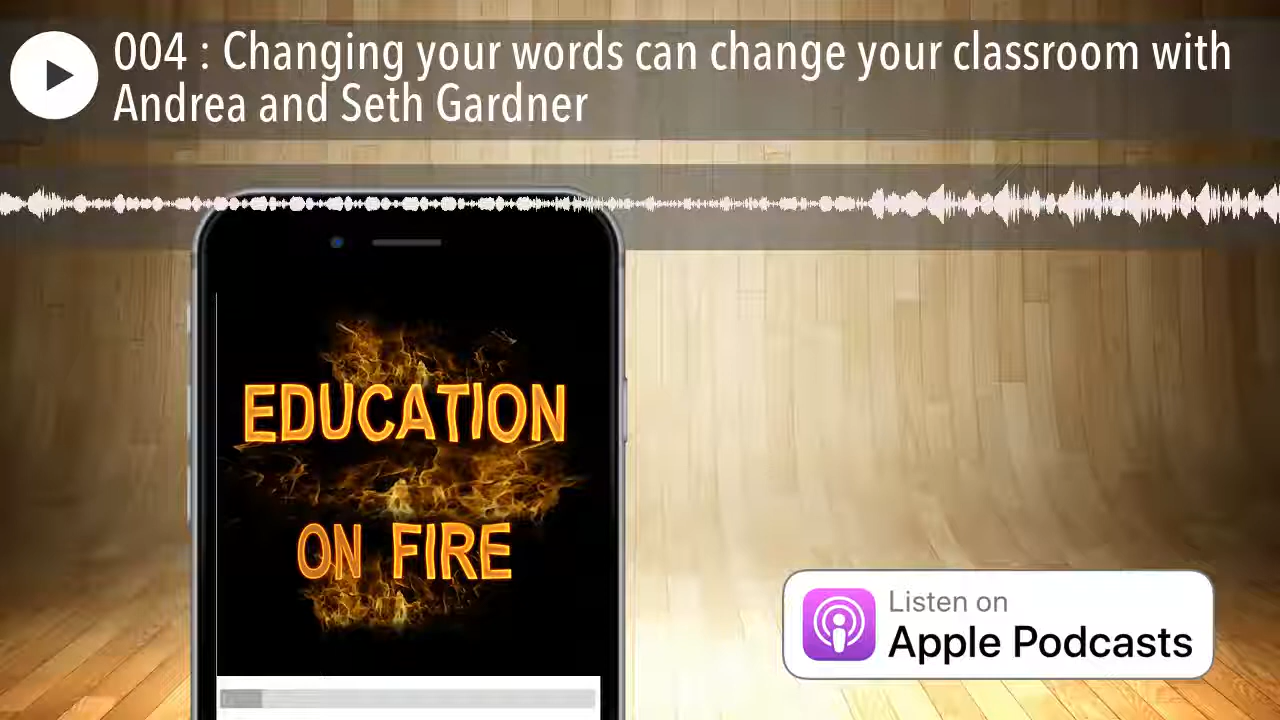 004 : Changing your words can change your classroom with
Andrea and Seth Gardner
EDUCATION
ON FIRE
Listen on
Apple Podcasts